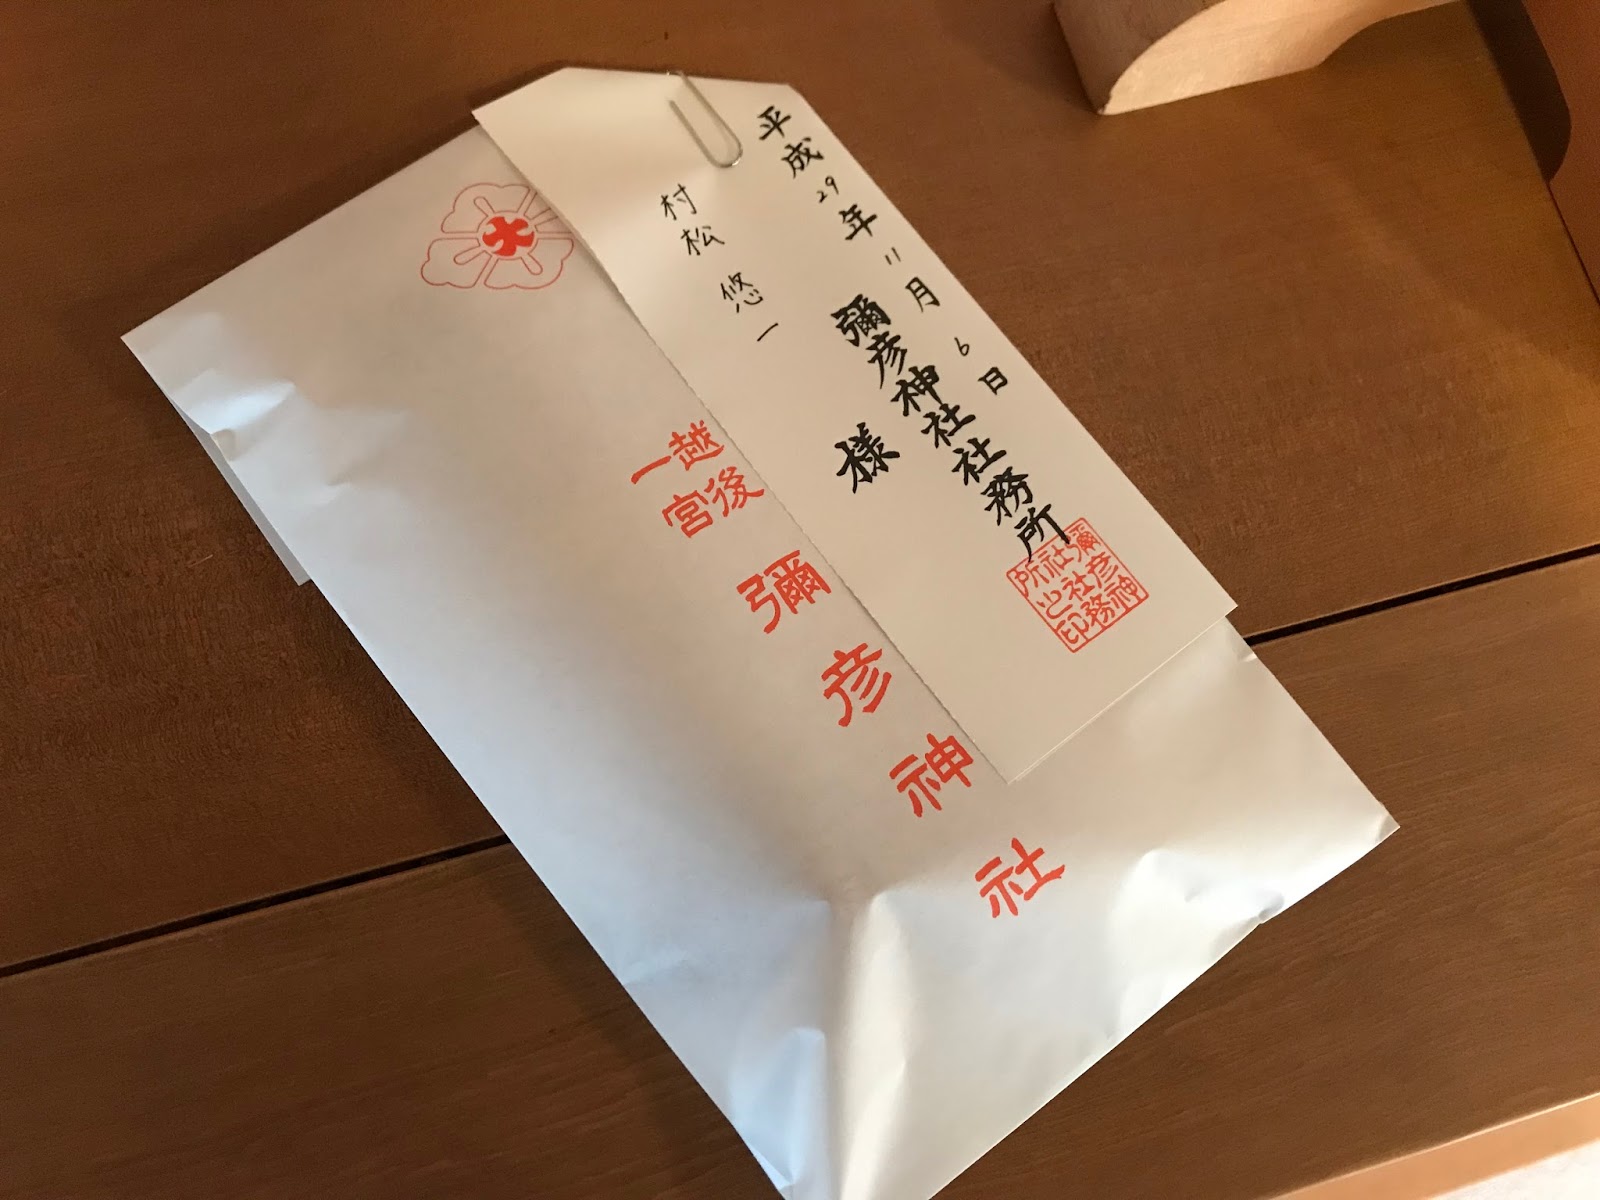 平成29年11月6日
彌彦神社社務所
彌彦神
社社務
所之印
村松 悠一 様
越後
一宮
彌彦神社